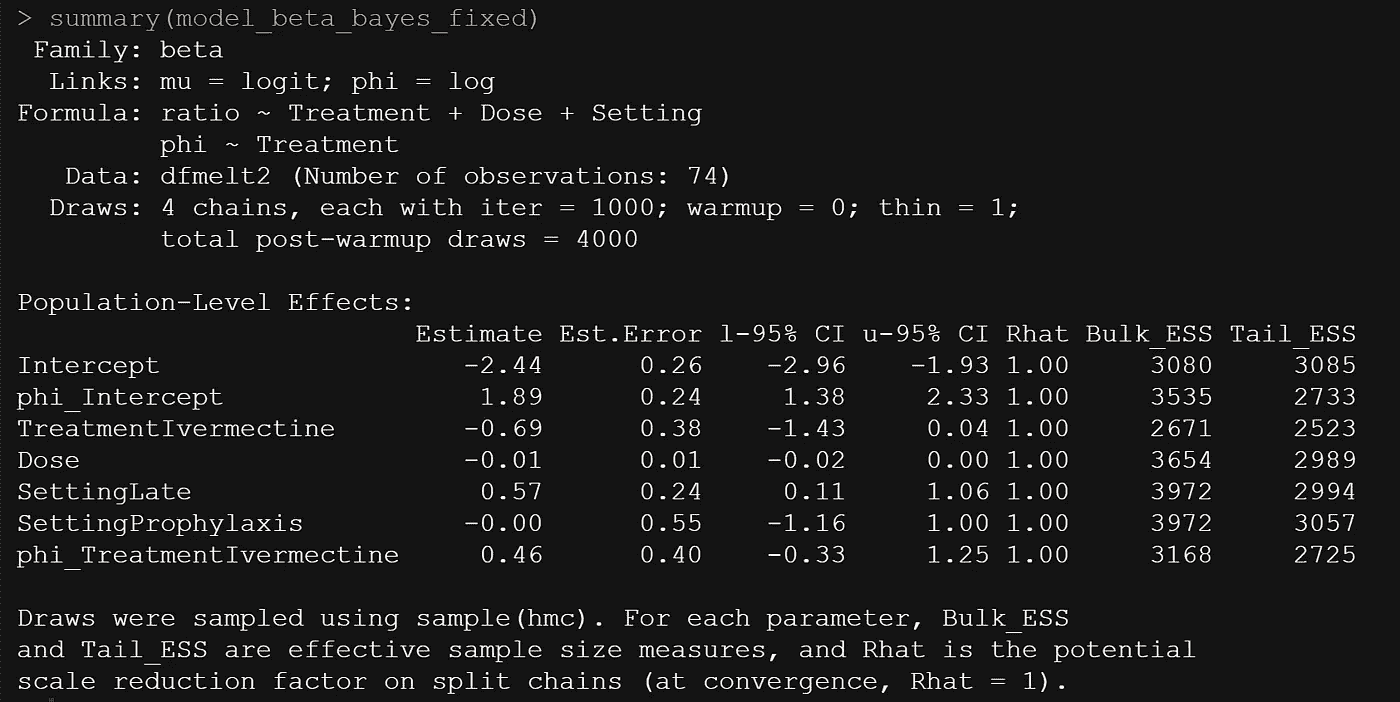 > summary(model_beta_bayes_fixed)
Family: beta
Links: mu = logit; phi = log
Formula: ratio ~ Treatment + Dose + Setting
phi ~ Treatment
Data: dfmelt2 (Number of observations: 74)
Draws: 4 chains, each with iter = 1000; warmup = 0; thin = 1;
total post-warmup draws = 4000

Population-Level Effects:
Estimate Est.Error l-95% CI u-95% CI Rhat Bulk_ESS Tail_ESS
Intercept -2.44 0.26 -2.96 -1.93 1.00 3080 3085
phi_Intercept 1.89 0.24 1.38 2.33 1.00 3535 2733
TreatmentIvermectine -0.69 0.38 -1.43 0.04 1.00 2671 2523
Dose -0.01 0.01 -0.02 0.00 1.00 3654 2989
SettingLate 0.57 0.24 0.11 1.06 1.00 3972 2994
SettingProphylaxis -0.00 0.55 -1.16 1.00 1.00 3972 3057
phi_TreatmentIvermectine 0.46 0.40 -0.33 1.25 1.00 3168 2725

Draws were sampled using sample(hmc). For each parameter, Bulk_ESS
and Tail_ESS are effective sample size measures, and Rhat is the potential
scale reduction factor on split chains (at convergence, Rhat = 1).